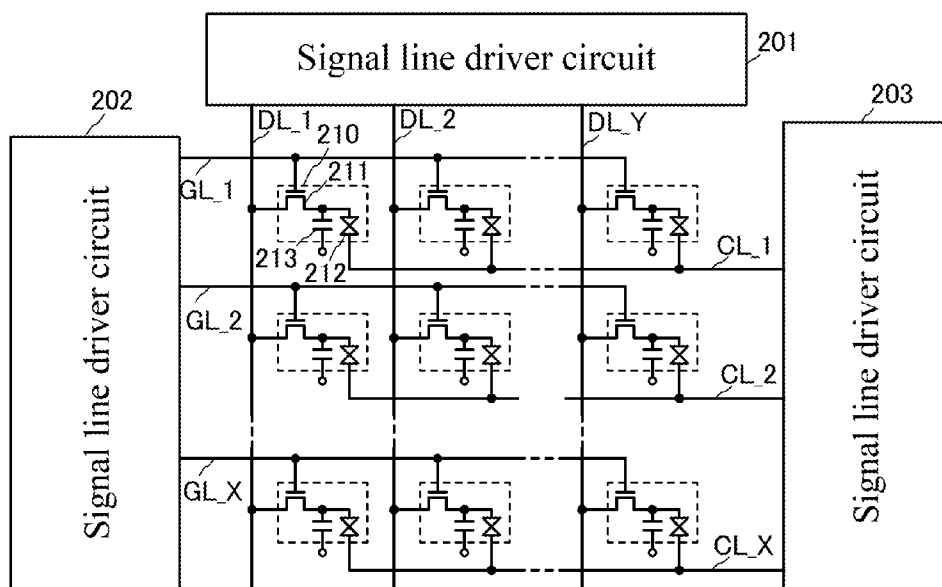 Signal line driver circuit
201
202
Signal line driver circuit
203
Signal line driver circuit
DL_1
DL_2
DL_Y
210
211
GL_1
213
212
CL_1
GL_2
CL_2
GL_X
CL_X